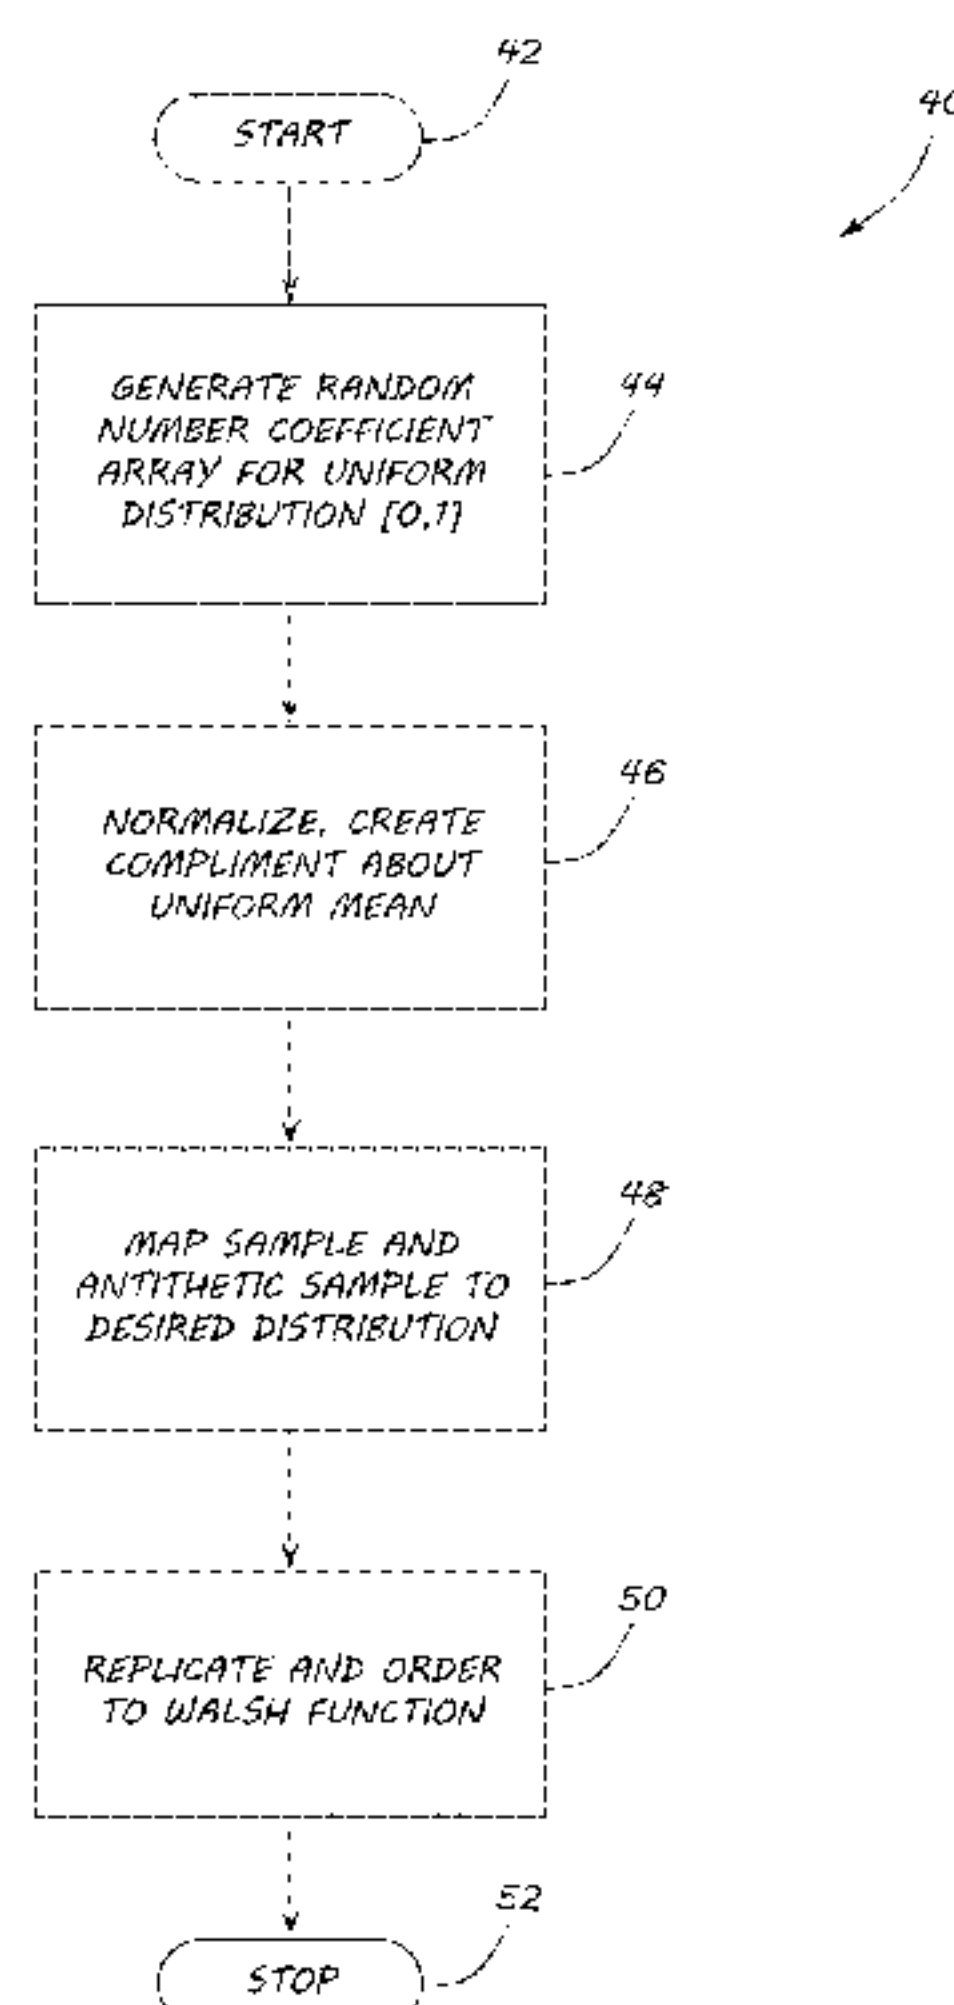 42
START
40
GENERATE RANDOM
NUMBER COEFFICIENT
ARRAY FOR UNIFORM
DISTRIBUTION [0,1]
44
NORMALIZE, CREATE
COMPLIMENT ABOUT
UNIFORM MEAN
46
MAP SAMPLE AND
ANTITHETIC SAMPLE TO
DESIRED DISTRIBUTION
48
REPLICATE AND ORDER
TO WALSH FUNCTION
50
52
STOP